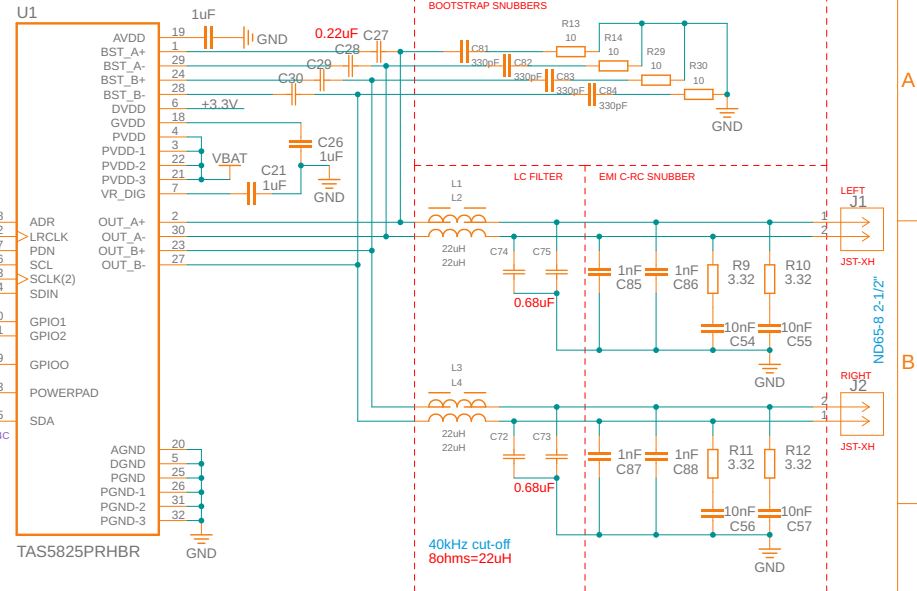 BOOTSTRAP SNUBBERS
U1
1uF
GND
0.22uF
C27
C28
C29
C30
C81
330pF
C82
330pF
C83
330pF
C84
330pF
R13
10
R14
10
R29
10
R30
10
GND
A
AVDD 19
BST_A+ 1
BST_A- 29
BST_B+ 24
BST_B- 28
DVDD 6 +3.3V
GVDD 18
PVDD 4
PVDD-1 3
PVDD-2 22
PVDD-3 21
VR_DIG 7
VBAT
C21
1uF
C26
1uF
GND
OUT_A+ 2
OUT_A- 30
OUT_B+ 23
OUT_B- 27
ADR
LRCLK
PDN
SCL
SCLK(2)
SDIN
GPIO1
GPIO2
GPIOO
POWERPAD
SDA
AGND 20
DGND 5
PGND 25
PGND-1 26
PGND-2 31
PGND-3 32
GND
TAS5825PRHBR
LC FILTER
EMI C-RC SNUBBER
L1
L2
22uH
22uH
C74
C75
0.68uF
1nF
C85
1nF
C86
R9
3.32
R10
3.32
10nF
C54
10nF
C55
GND
LEFT
J1
1
2
JST-XH
ND65-8 2-1/2"
B
L3
L4
22uH
22uH
C72
C73
0.68uF
1nF
C87
1nF
C88
R11
3.32
R12
3.32
10nF
C56
10nF
C57
GND
RIGHT
J2
2
1
JST-XH
40kHz cut-off
8ohms=22uH